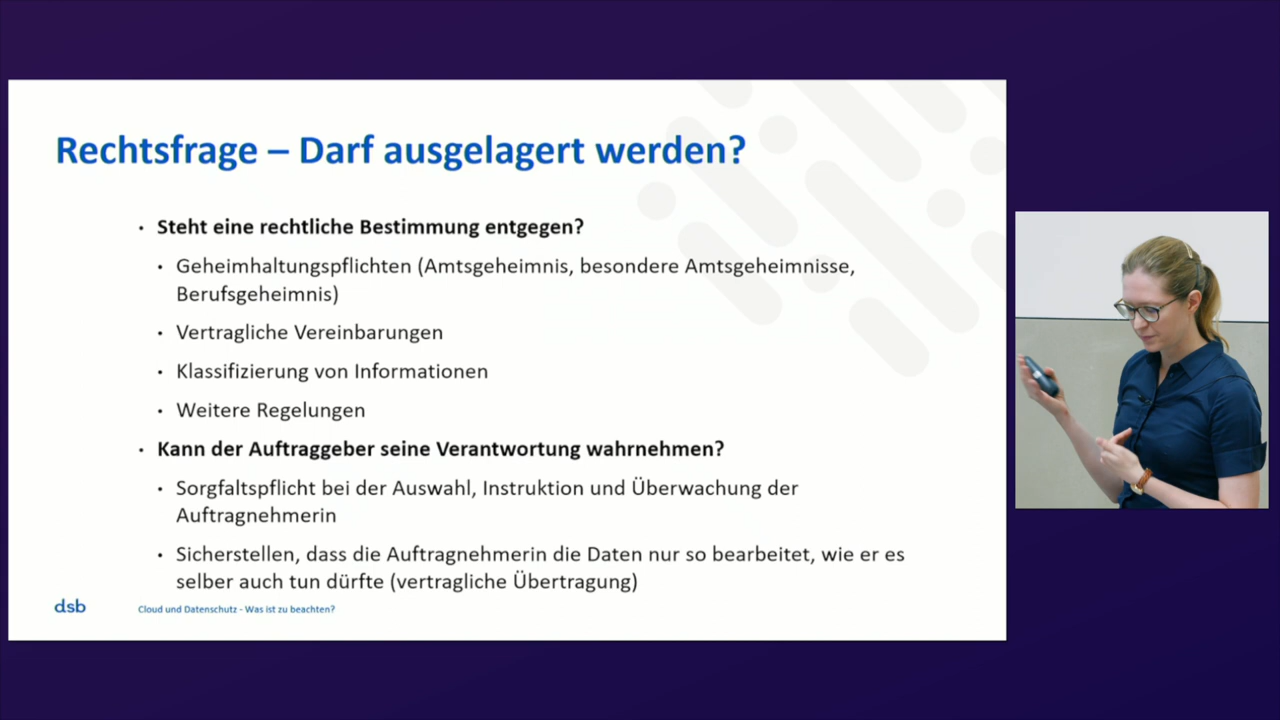 Rechtsfrage – Darf ausgelagert werden?
• Steht eine rechtliche Bestimmung entgegen?
• Geheimhaltungspflichten (Amtsgeheimnis, besondere Amtsgeheimnisse,
Berufsgeheimnis)
• Vertragliche Vereinbarungen
• Klassifizierung von Informationen
• Weitere Regelungen
• Kann der Auftraggeber seine Verantwortung wahrnehmen?
• Sorgfaltspflicht bei der Auswahl, Instruktion und Überwachung der
Auftragnehmerin
• Sicherstellen, dass die Auftragnehmerin die Daten nur so bearbeitet, wie er es
selber auch tun dürfte (vertragliche Übertragung)
dsb
Cloud und Datenschutz - Was ist zu beachten?